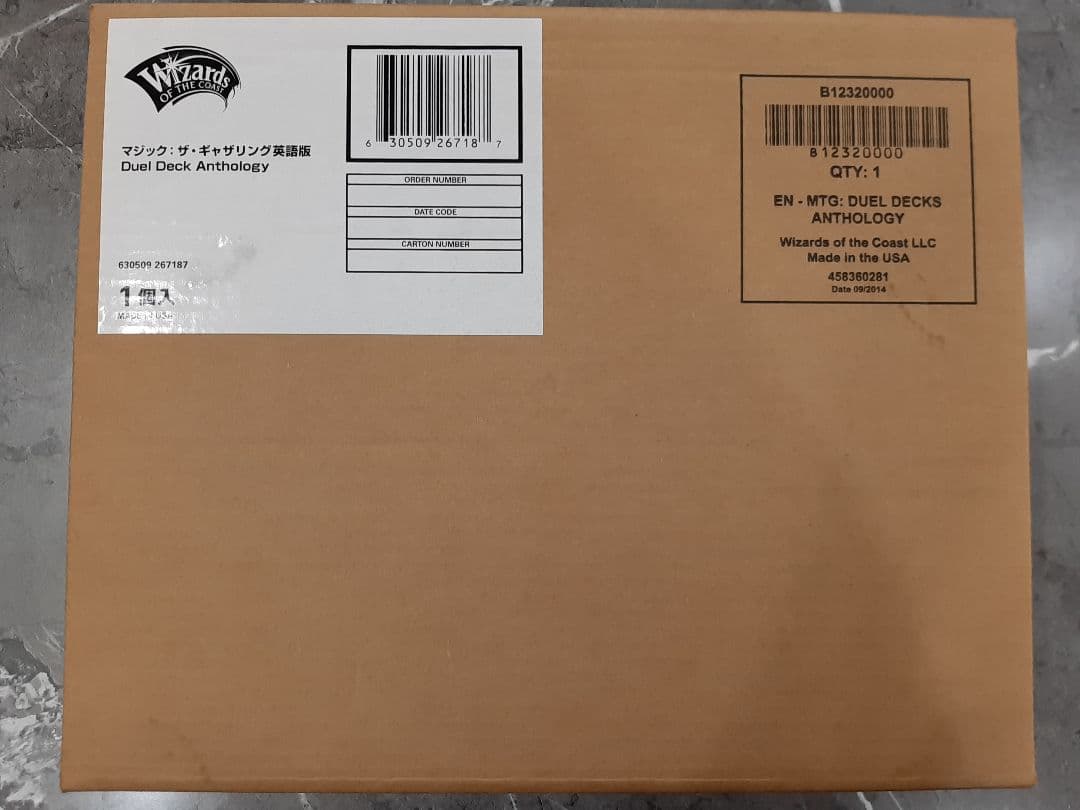 Wizards
OF THE COAST
マジック：ザ・ギャザリング英語版
Duel Deck Anthology
630509 267187
1個入
MADE IN USA
6 30509 26718 7
ORDER NUMBER
DATE CODE
CARTON NUMBER
B12320000
B12320000
QTY: 1
EN - MTG: DUEL DECKS
ANTHOLOGY
Wizards of the Coast LLC
Made in the USA
458360281
Date 09/2014